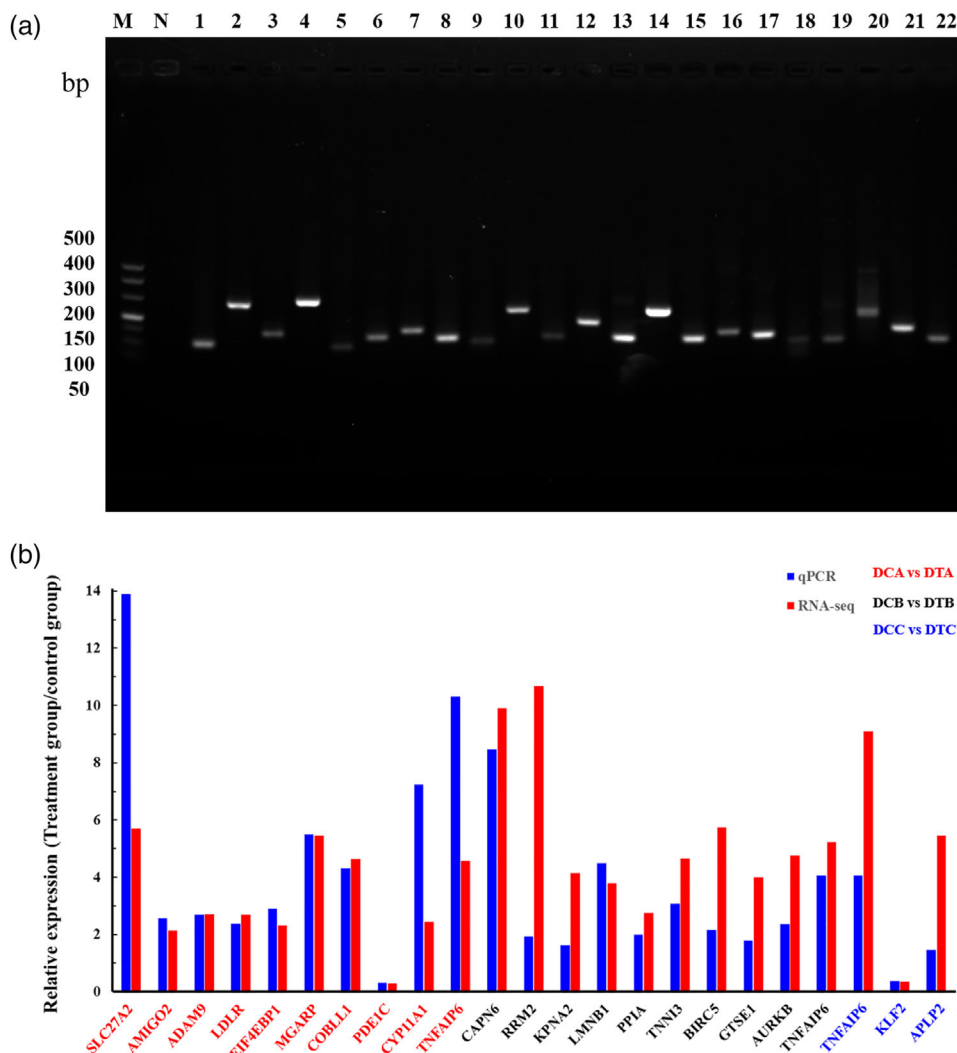 (a)
M N 1 2 3 4 5 6 7 8 9 10 11 12 13 14 15 16 17 18 19 20 21 22
bp
500
400
300
200
150
100
50
(b)
Relative expression (Treatment group/control group)
14
12
10
8
6
4
2
0
qPCR
RNA-seq
DCA vs DTA
DCB vs DTB
DCC vs DTC
SLC27A2
AMIGO2
ADAM9
LDLR
EIF4EBP1
MGARP
COBLL1
PDE1C
CYP11A1
TNFAIP6
CAPN6
RRM2
KPNA2
LMNB1
PPIA
TNNI3
BIRC5
GTSE1
AURKB
TNFAIP6
TNFAIP6
KLF2
APLP2